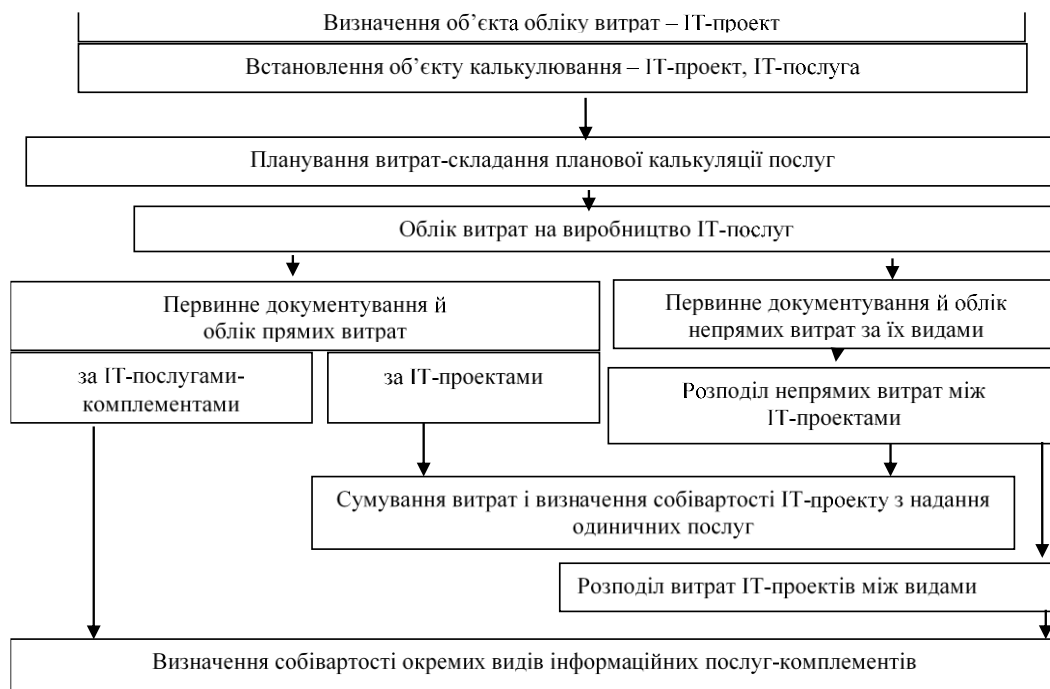 Визначення об’єкта обліку витрат – ІТ-проект
Встановлення об’єкту калькулювання – ІТ-проект, ІТ-послуга
Планування витрат-складання планової калькуляції послуг
Облік витрат на виробництво ІТ-послуг
Первинне документування й
облік прямих витрат
Первинне документування й облік
непрямих витрат за їх видами
за ІТ-послугами-
комплементами
за ІТ-проектами
Розподіл непрямих витрат між
ІТ-проектами
Сумування витрат і визначення собівартості ІТ-проекту з надання
одиничних послуг
Розподіл витрат ІТ-проектів між видами
Визначення собівартості окремих видів інформаційних послуг-комплементів